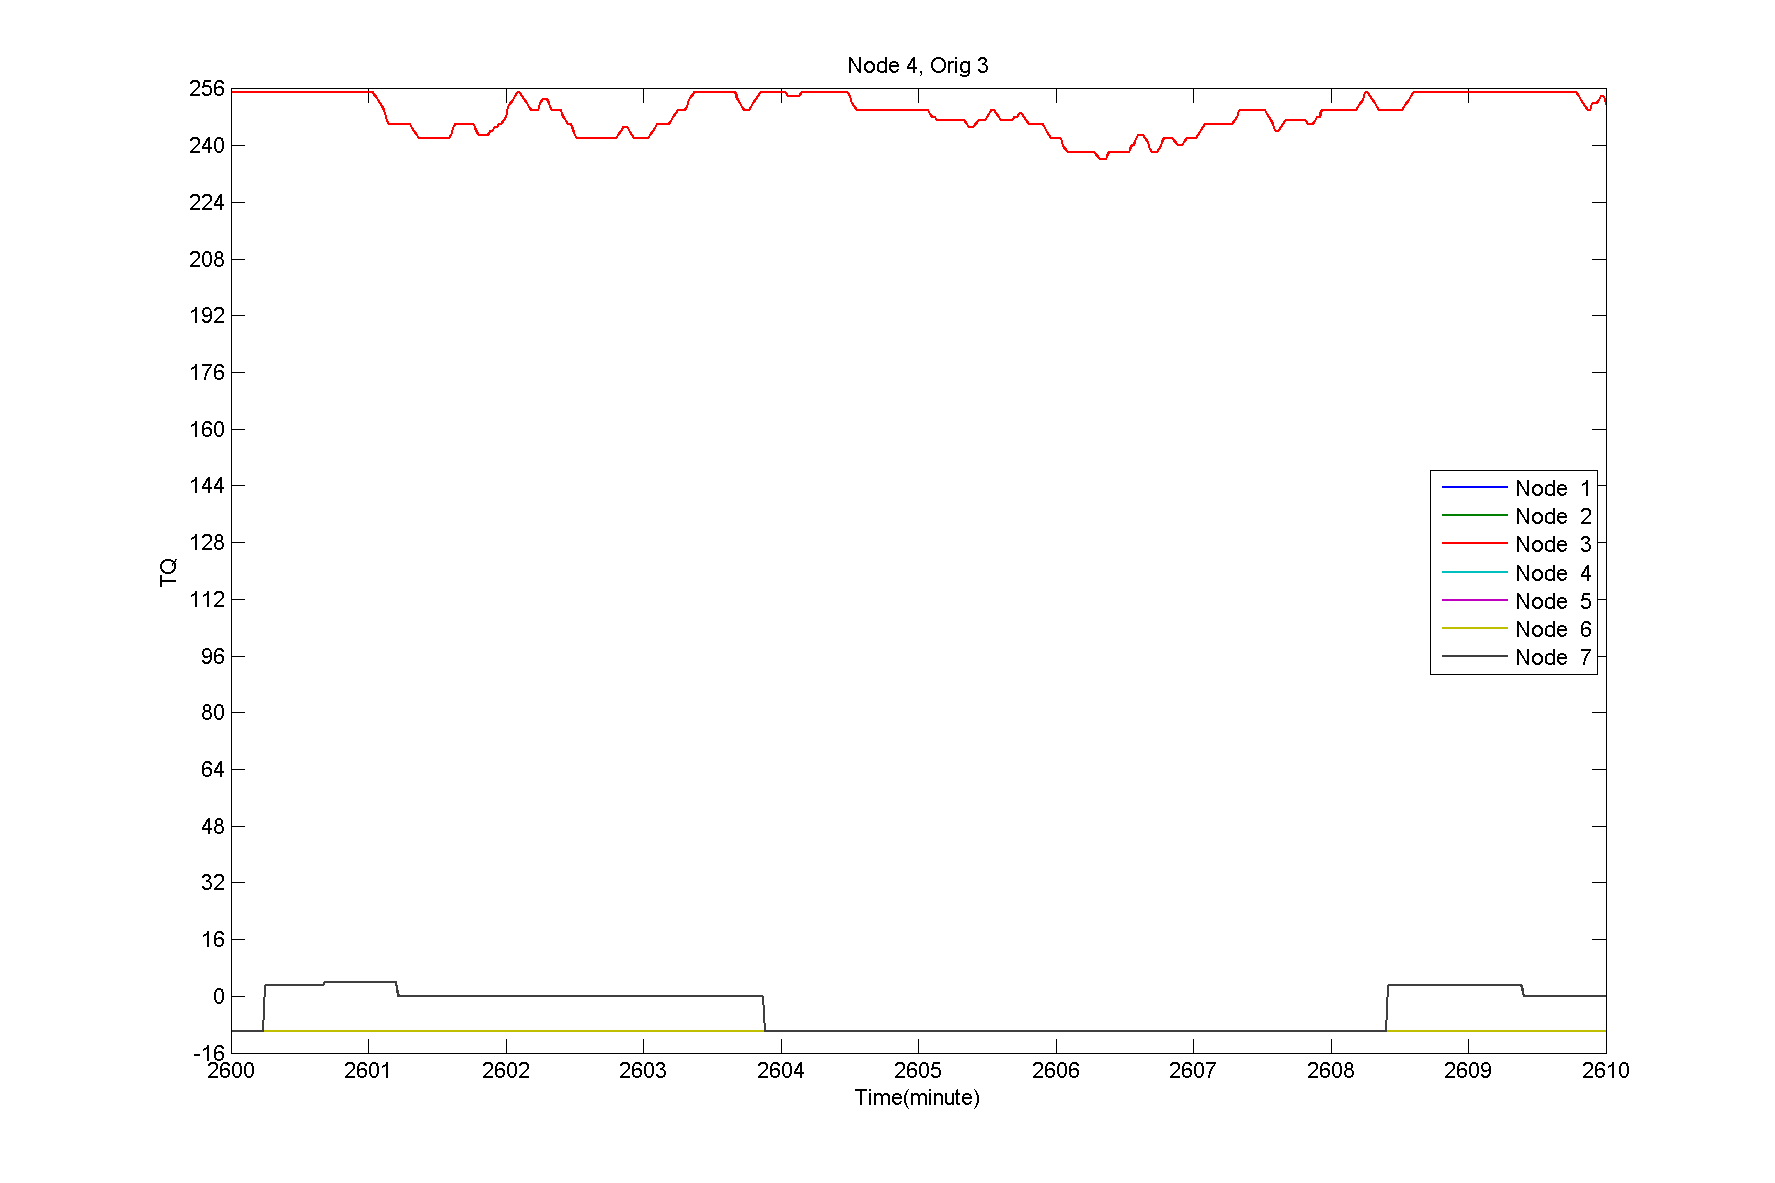 Node 4, Orig 3
256
240
224
208
192
176
160
144
128
112
96
80
64
48
32
16
0
-16
TQ
Node 1
Node 2
Node 3
Node 4
Node 5
Node 6
Node 7
2600 2601 2602 2603 2604 2605 2606 2607 2608 2609 2610
Time(minute)